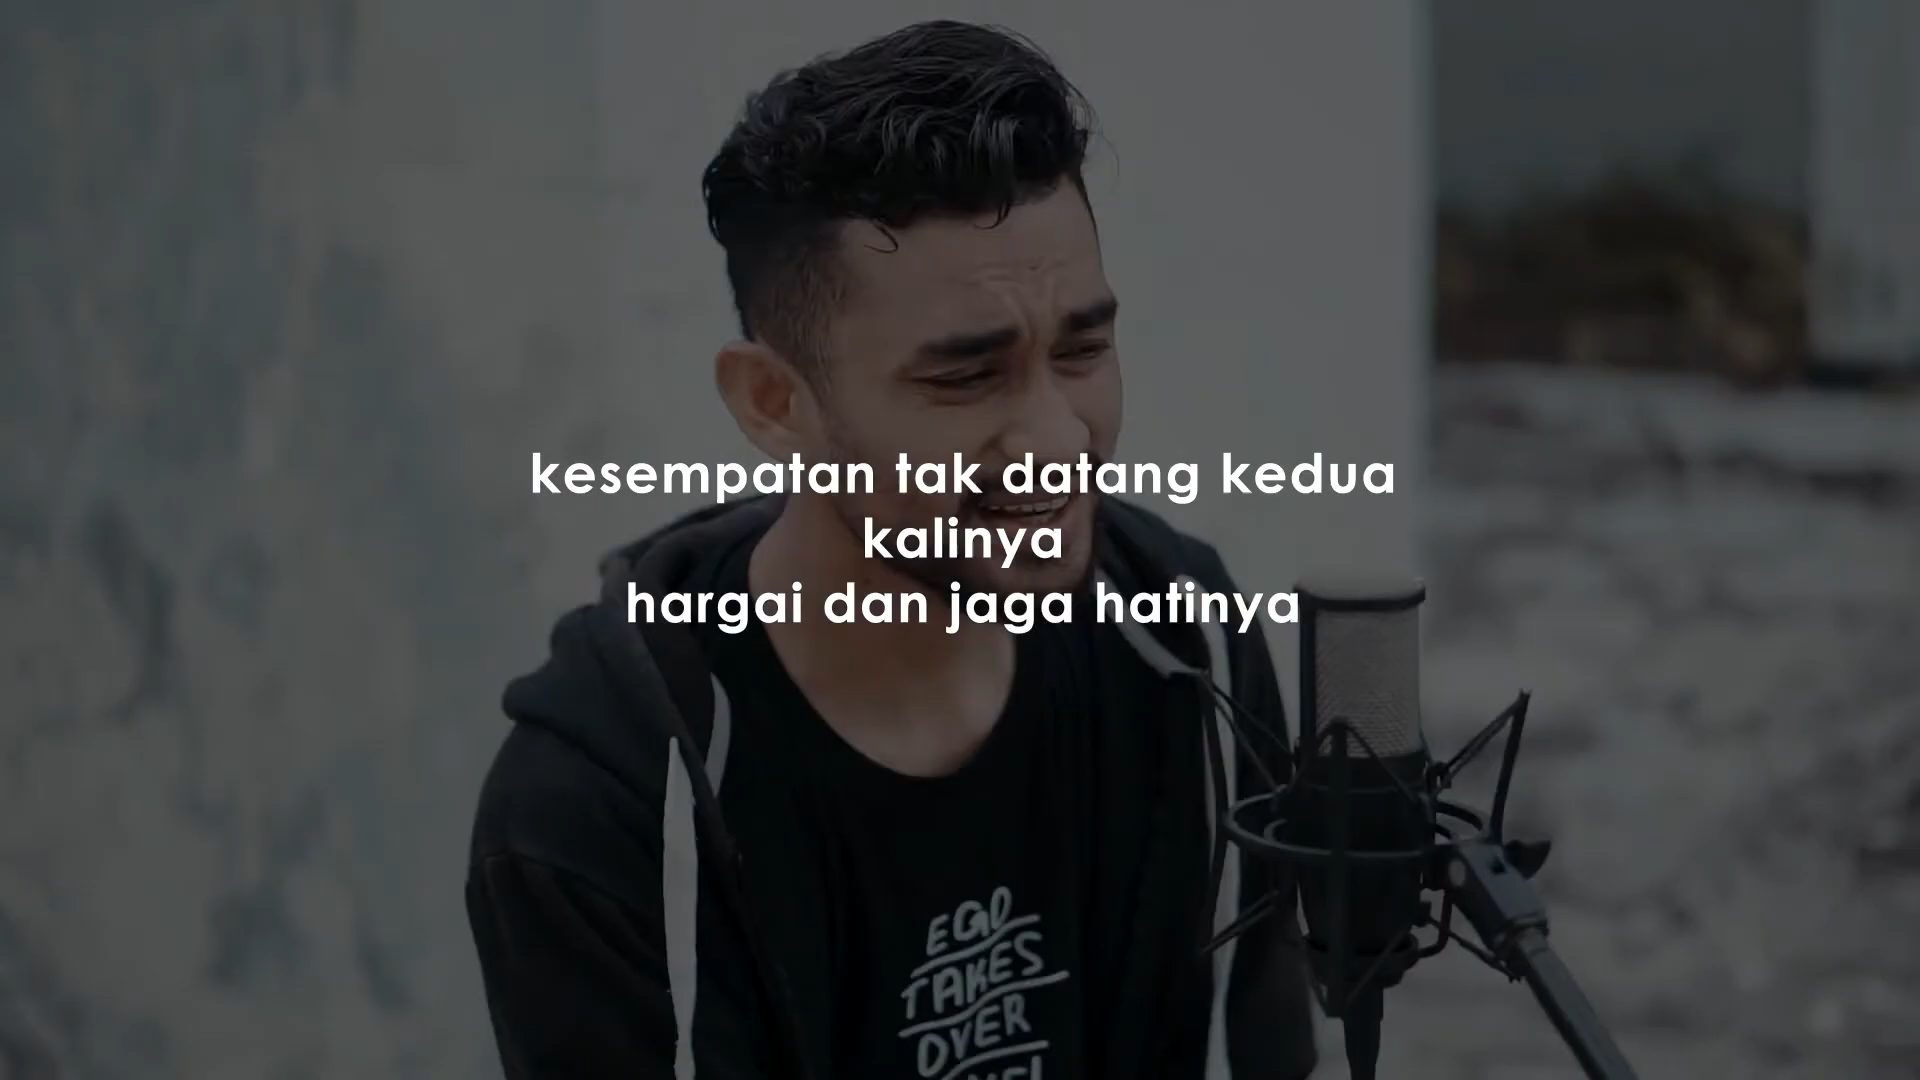 kesempatan tak datang kedua
kalinya
hargai dan jaga hatinya
EGO
TAKES
OVER